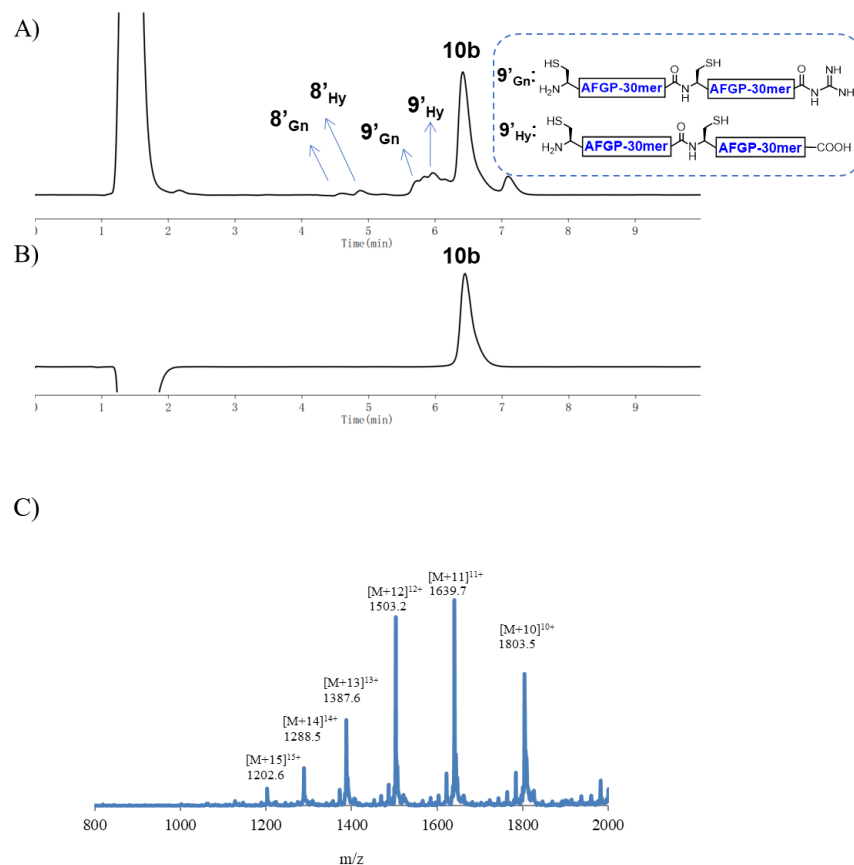 A)
10b
8'Gn
8'Hy
9'Gn
9'Hy
9'Gn:
HS
H2N
AFGP-30mer
O
N
H
SH
AFGP-30mer
O
N
H
NH
NH2
9'Hy:
HS
H2N
AFGP-30mer
O
N
H
SH
AFGP-30mer
COOH
0 1 2 3 4 5 6 7 8 9
Time(min)
B)
10b
0 1 2 3 4 5 6 7 8 9
Time(min)
C)
[M+15]15+
1202.6
[M+14]14+
1288.5
[M+13]13+
1387.6
[M+12]12+
1503.2
[M+11]11+
1639.7
[M+10]10+
1803.5
800 1000 1200 1400 1600 1800 2000
m/z